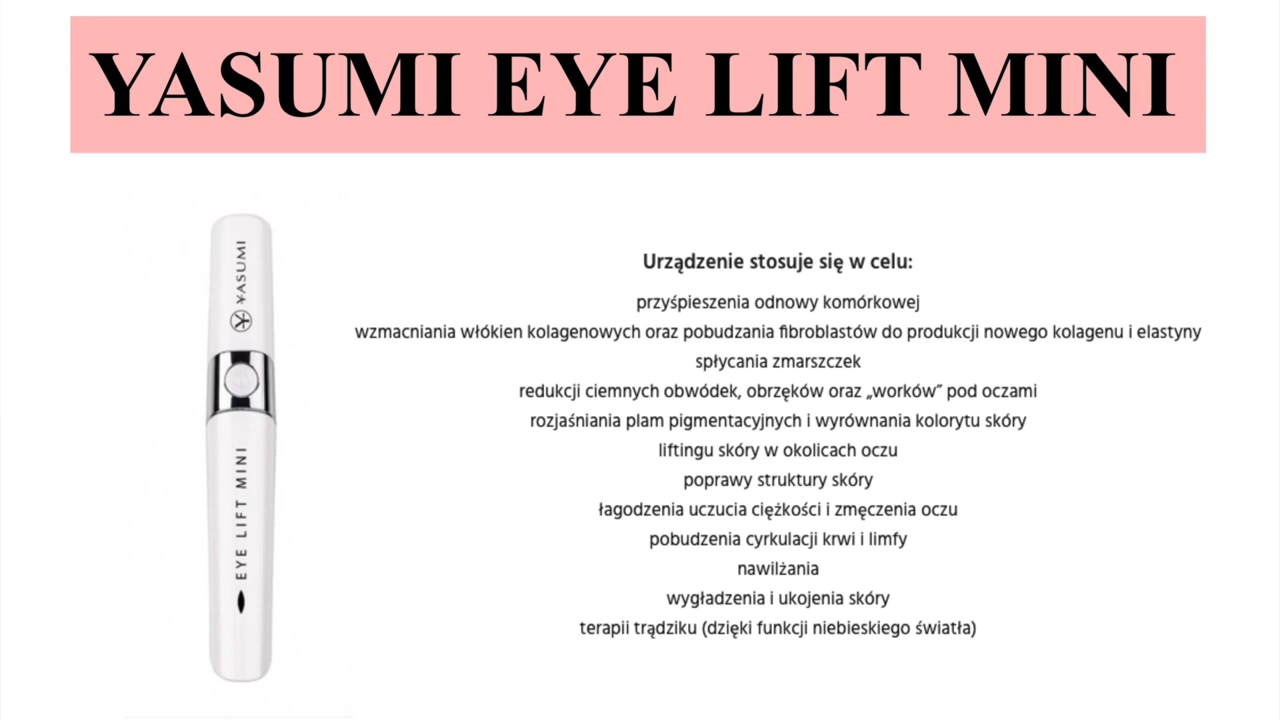 YASUMI EYE LIFT MINI
YASUMI
EYE LIFT MINI
Urządzenie stosuje się w celu:
przyśpieszenia odnowy komórkowej
wzmacniania włókien kolagenowych oraz pobudzania fibroblastów do produkcji nowego kolagenu i elastyny
spłycania zmarszczek
redukcji ciemnych obwódek, obrzęków oraz „worków” pod oczami
rozjaśniania plam pigmentacyjnych i wyrównania kolorytu skóry
liftingu skóry w okolicach oczu
poprawy struktury skóry
łagodzenia uczucia ciężkości i zmęczenia oczu
pobudzenia cyrkulacji krwi i limfy
nawilżania
wygładzenia i ukojenia skóry
terapii trądziku (dzięki funkcji niebieskiego światła)